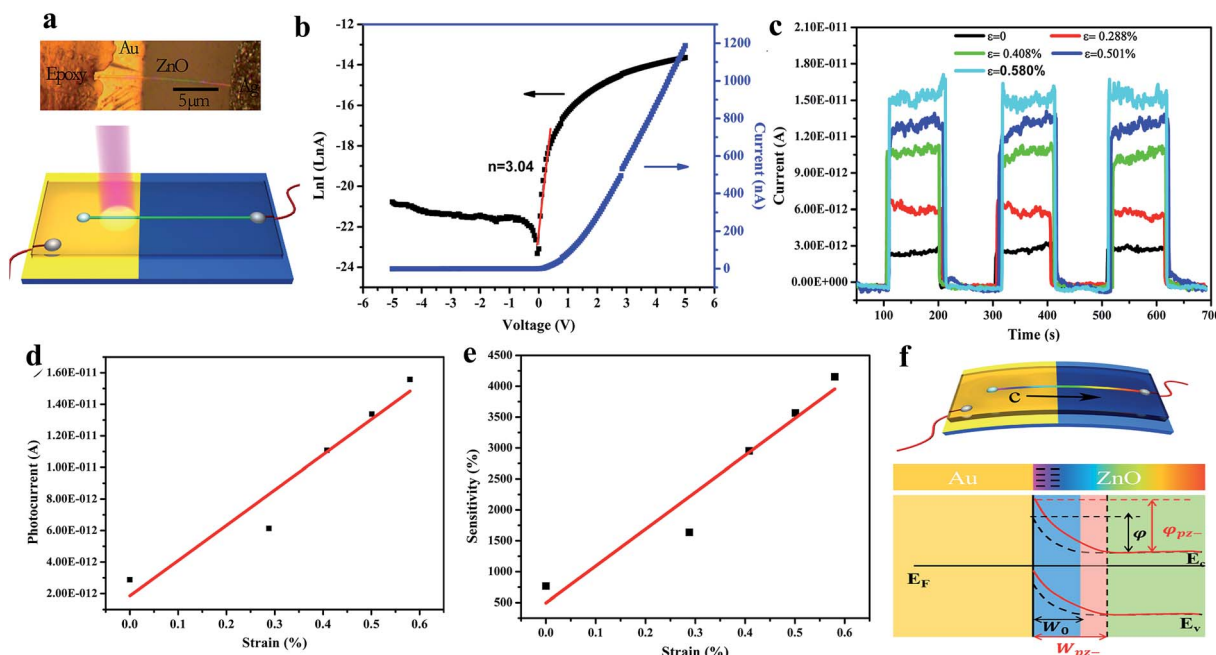 a
Au
ZnO
Epoxy
5μm
b
-12
-14
-16
-18
-20
-22
-24
LnI (LnA)
n=3.04
1200
1000
800
600
400
200
0
Current (nA)
-6 -5 -4 -3 -2 -1 0 1 2 3 4 5 6
Voltage (V)
c
ε=0 ε= 0.288%
ε= 0.408% ε=0.501%
ε=0.580%
1.80E-011
1.50E-011
1.20E-011
9.00E-012
6.00E-012
3.00E-012
0.00E+000
Current (A)
100 200 300 400 500 600 700
Time (s)
d
1.60E-011
1.40E-011
1.20E-011
1.00E-011
8.00E-012
6.00E-012
4.00E-012
2.00E-012
Photocurrent (A)
0.0 0.1 0.2 0.3 0.4 0.5 0.6
Strain (%)
e
4500
4000
3500
3000
2500
2000
1500
1000
500
Sensitivity (%)
0.0 0.1 0.2 0.3 0.4 0.5 0.6
Strain (%)
f
C
Au ZnO
φ φpz−
Ec
EF
W0 Ev
Wpz−